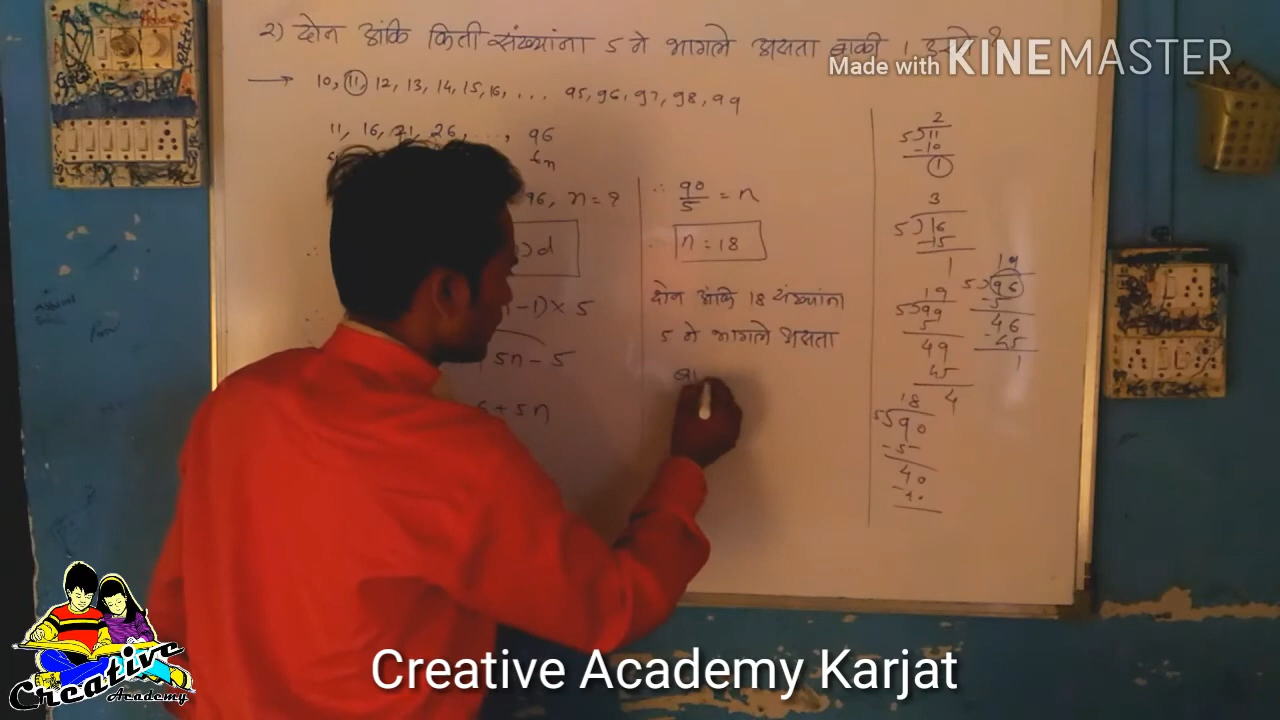 २) दोन अंकि किती संख्यांना 5 ने भागले असता बाकी 1
Made with KINEMASTER
→ 10, 11, 12, 13, 14, 15, 16, ... 95, 96, 97, 98, 99
11, 16, 21, 26, ..., 96
tn
96, n = ?
)d
-1) × 5
5n - 5
+ 5n
∴ 90/5 = n
n = 18
दोन अंकि 18 संख्यांना
5 ने भागले असता
बा
2
5)11
-10
1
3
5)16
-15
1
19
5)99
5
49
45
4
19
5)96
-5
46
-45
1
18
5)90
-5
40
-40
Creative Academy
Creative Academy Karjat